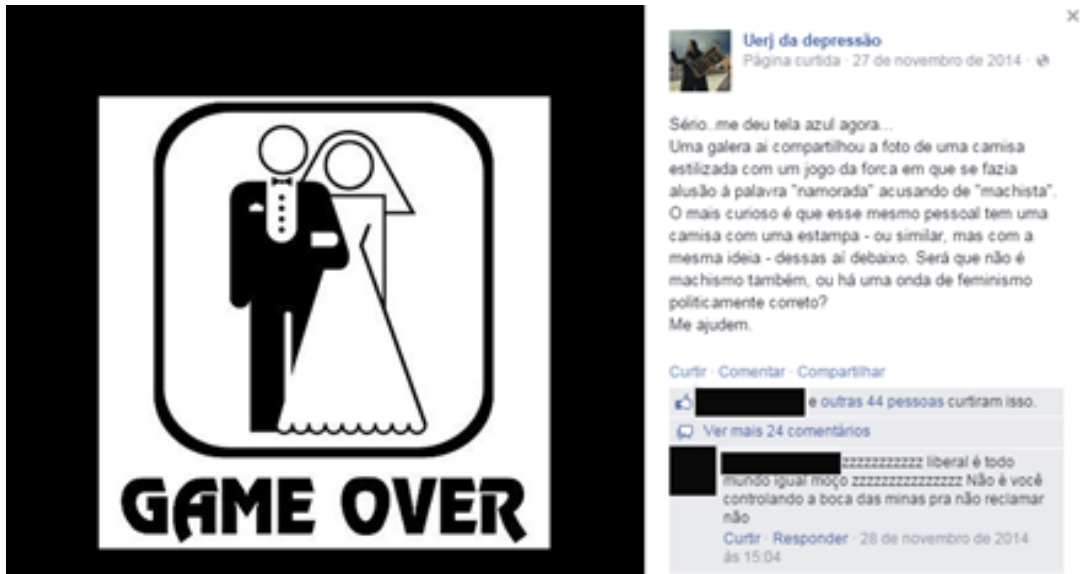 Uerj da depressão
Página curtida · 27 de novembro de 2014 ·
Sério..me deu tela azul agora...
Uma galera ai compartilhou a foto de uma camisa
estilizada com um jogo da forca em que se fazia
alusão á palavra "namorada" acusando de "machista".
O mais curioso é que esse mesmo pessoal tem uma
camisa com uma estampa - ou similar, mas com a
mesma ideia - dessas aí debaixo. Será que não é
machismo também, ou há uma onda de feminismo
politicamente correto?
Me ajudem.
Curtir · Comentar · Compartilhar
e outras 44 pessoas curtiram isso.
Ver mais 24 comentários
zzzzzzzzzzz liberal é todo
mundo igual moço zzzzzzzzzzzzzzz Não é você
controlando a boca das minas pra não reclamar
não
Curtir · Responder · 28 de novembro de 2014
ás 15:04
GAME OVER